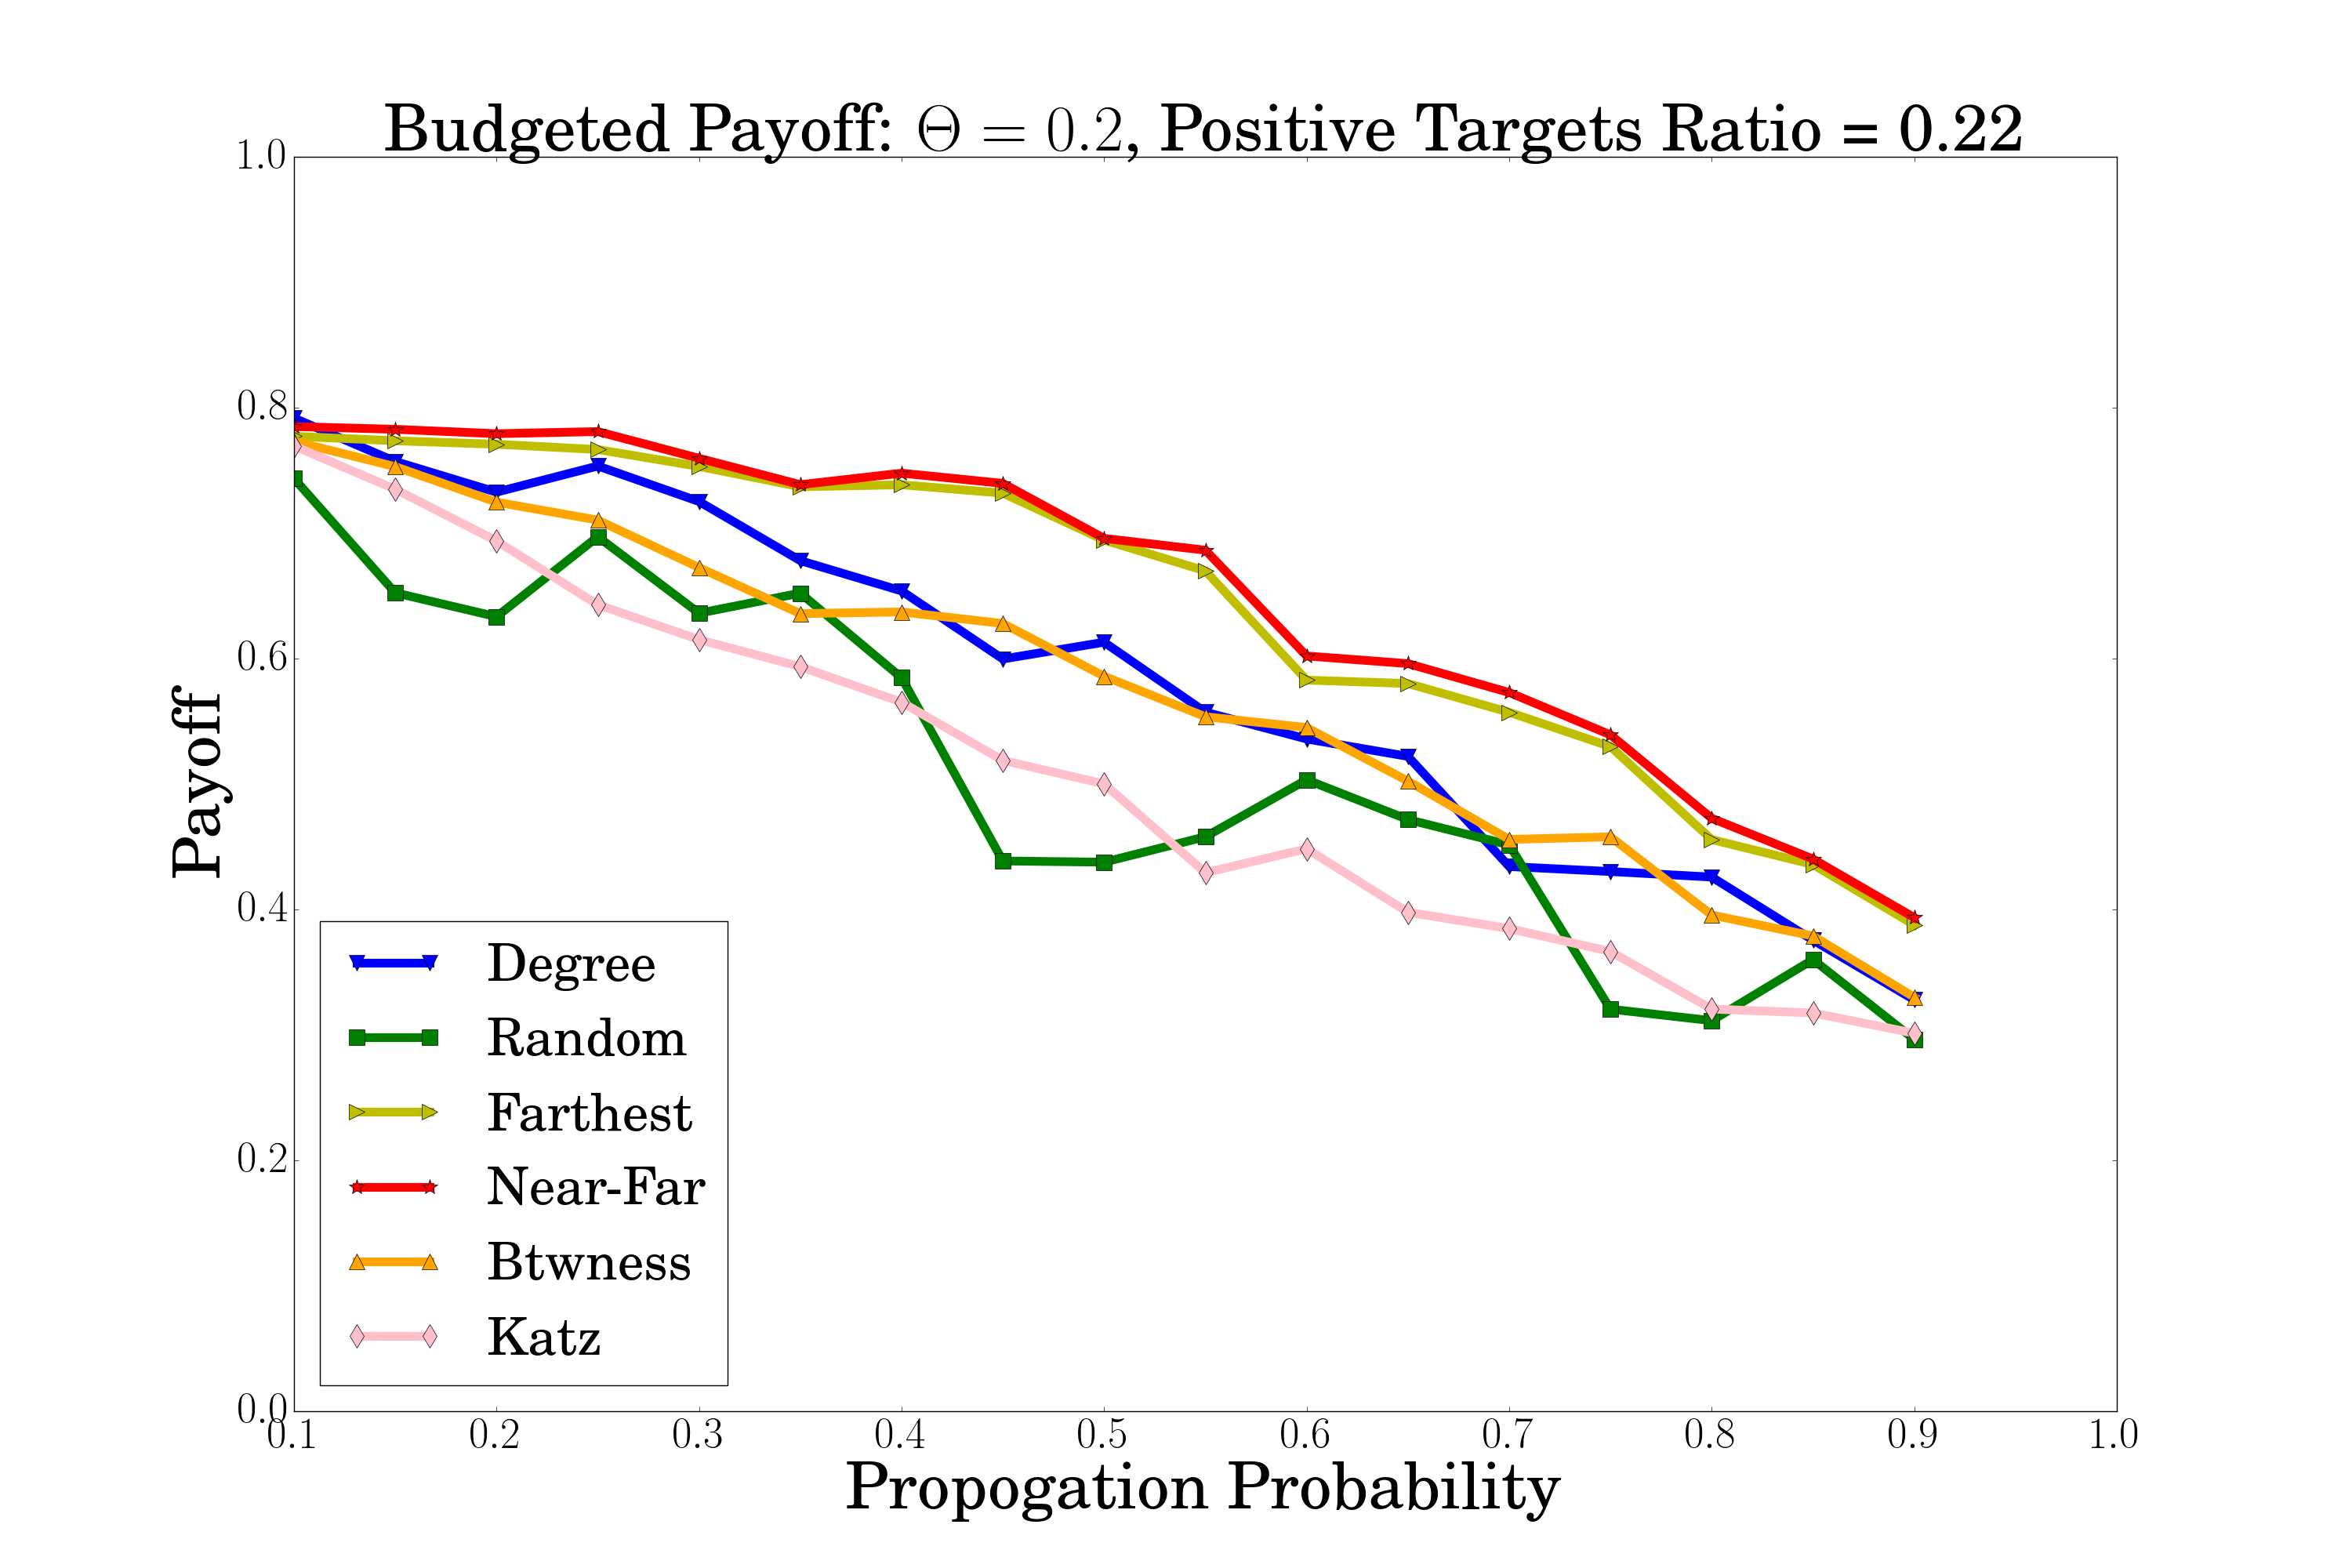 Budgeted Payoff: Θ = 0.2, Positive Targets Ratio = 0.22
1.0
0.8
0.6
0.4
0.2
0.0
Payoff
Degree
Random
Farthest
Near-Far
Btwness
Katz
0.1 0.2 0.3 0.4 0.5 0.6 0.7 0.8 0.9 1.0
Propogation Probability